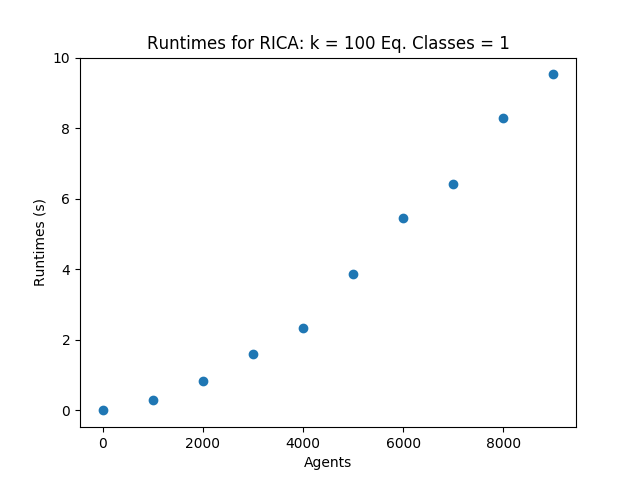 Runtimes for RICA: k = 100 Eq. Classes = 1
Runtimes (s)
10
8
6
4
2
0
0 2000 4000 6000 8000
Agents